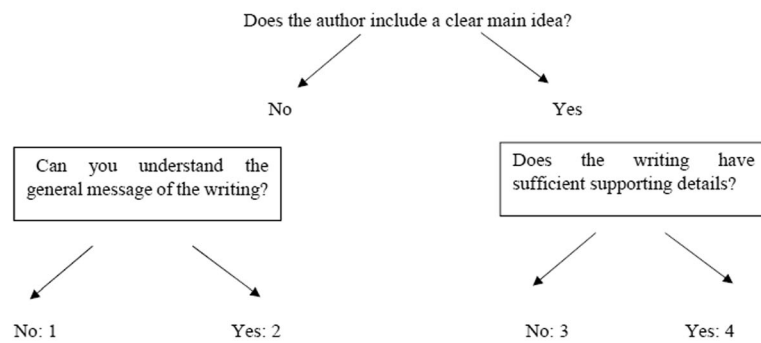 Does the author include a clear main idea?
No
Yes
Can you understand the
general message of the writing?
Does the writing have
sufficient supporting details?
No: 1
Yes: 2
No: 3
Yes: 4